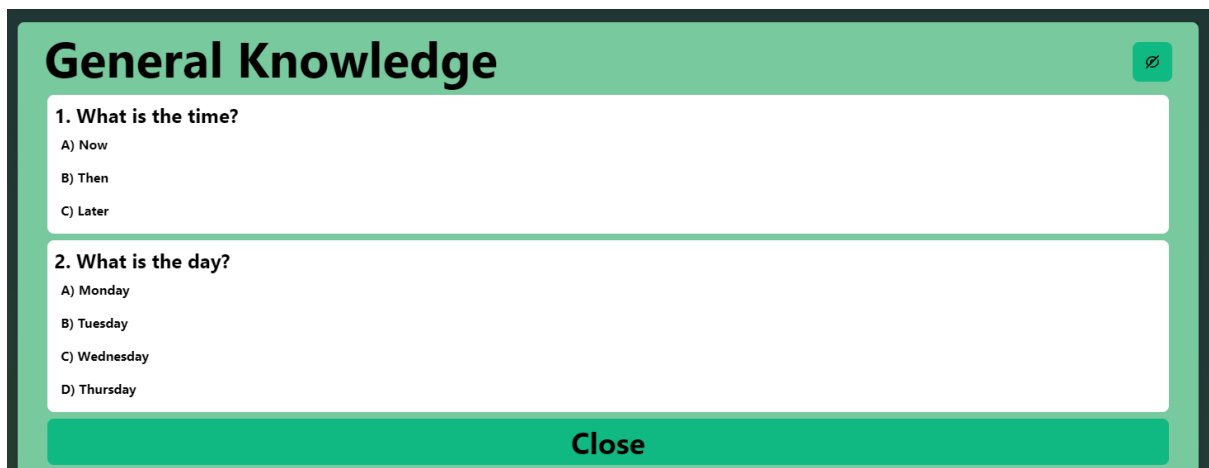 General Knowledge
1. What is the time?
A) Now
B) Then
C) Later
2. What is the day?
A) Monday
B) Tuesday
C) Wednesday
D) Thursday
Close